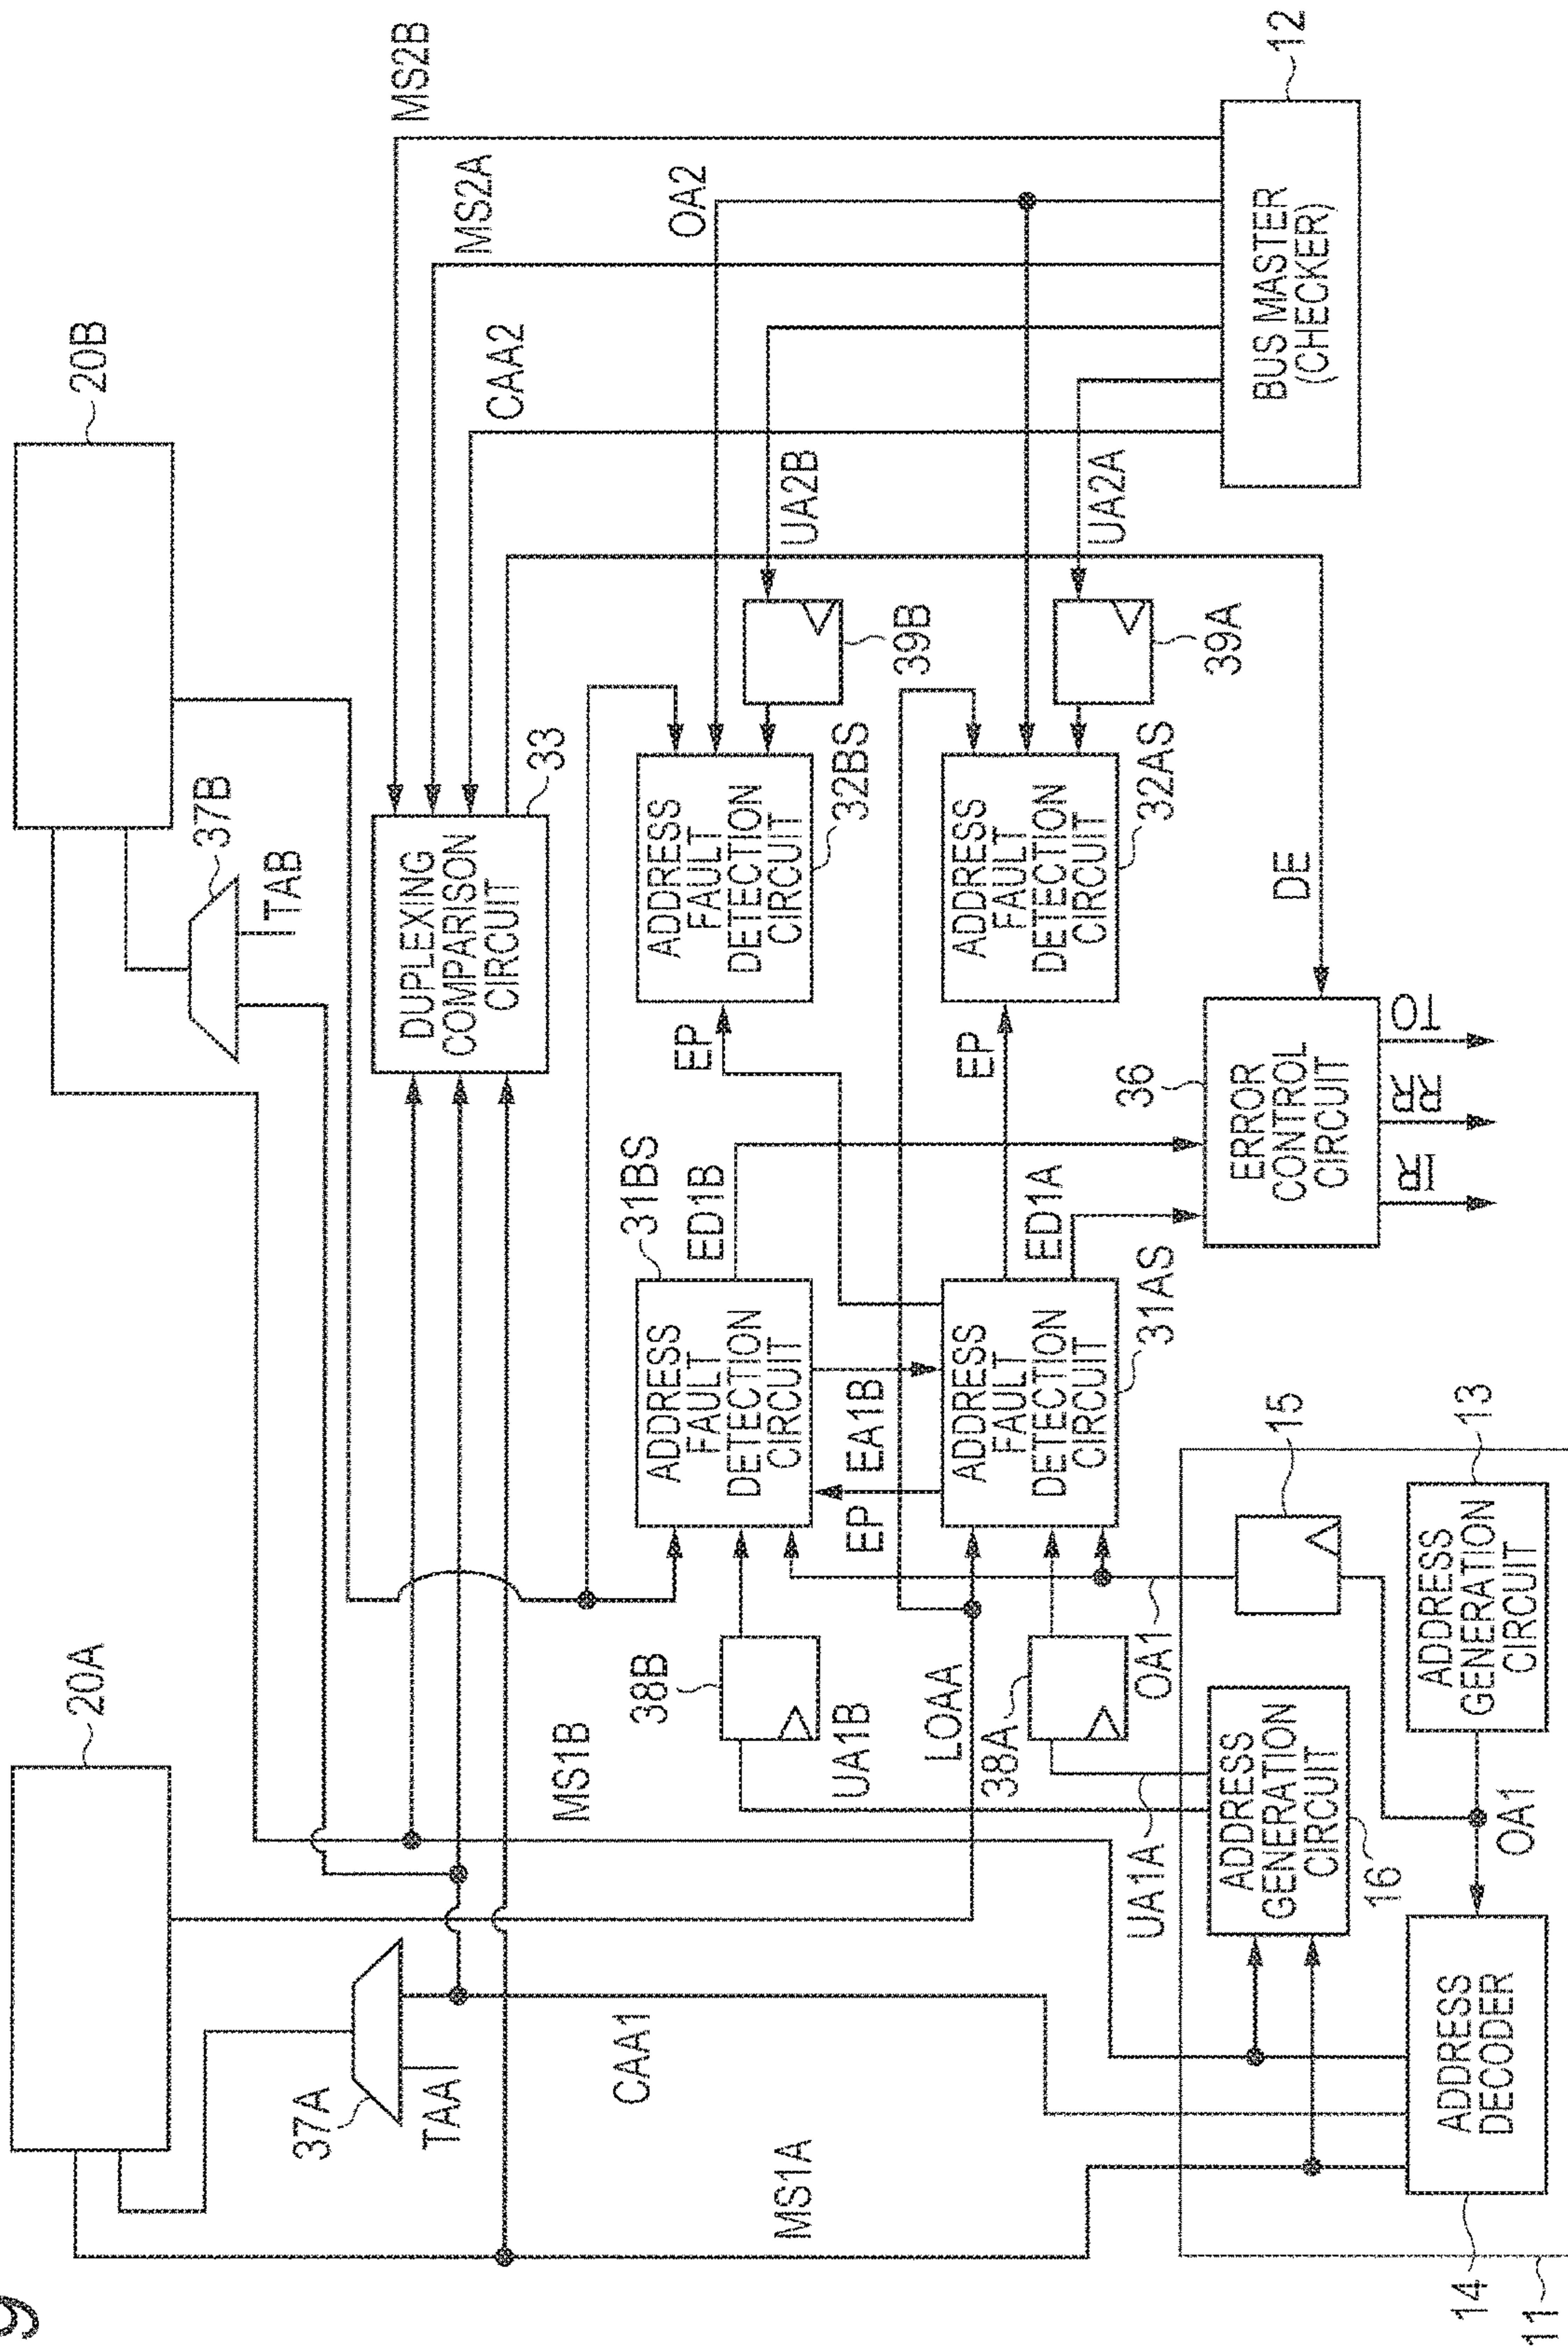 9
20A
20B
37A
TAA
37B
TAB
MS2B
MS2A
CAA2
OA2
CAA1
MS1A
MS1B
DUPLEXING
COMPARISON
CIRCUIT
33
31BS
ADDRESS
FAULT
DETECTION
CIRCUIT
ED1B
EP
ADDRESS
FAULT
DETECTION
CIRCUIT
32BS
39B
UA2B
38B
UA1B
EP
EA1B
LOAA
38A
ADDRESS
FAULT
DETECTION
CIRCUIT
31AS
ED1A
EP
ADDRESS
FAULT
DETECTION
CIRCUIT
32AS
39A
UA2A
UA1A
OA1
36
ERROR
CONTROL
CIRCUIT
DE
IR
RR
TO
BUS MASTER
(CHECKER)
12
ADDRESS
GENERATION
CIRCUIT
16
15
ADDRESS
DECODER
14
OA1
ADDRESS
GENERATION
CIRCUIT
13
11